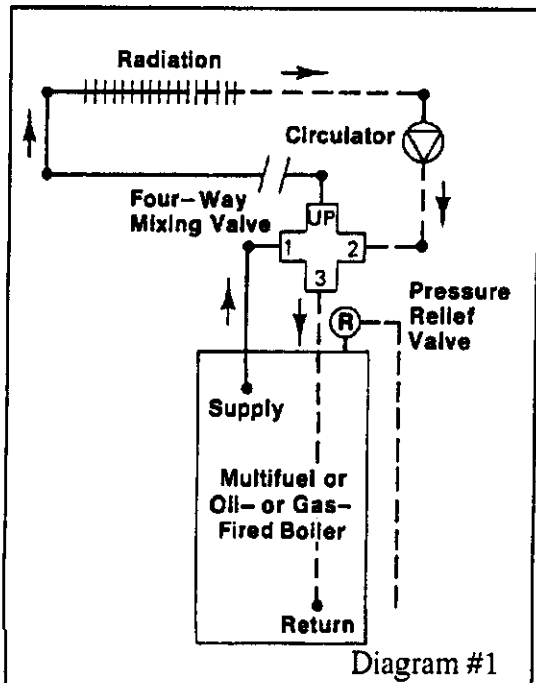 Radiation
Circulator
Four-Way
Mixing Valve
UP
1
2
3
Pressure
Relief
Valve
R
Supply
Multifuel or
Oil- or Gas-
Fired Boiler
Return
Diagram #1